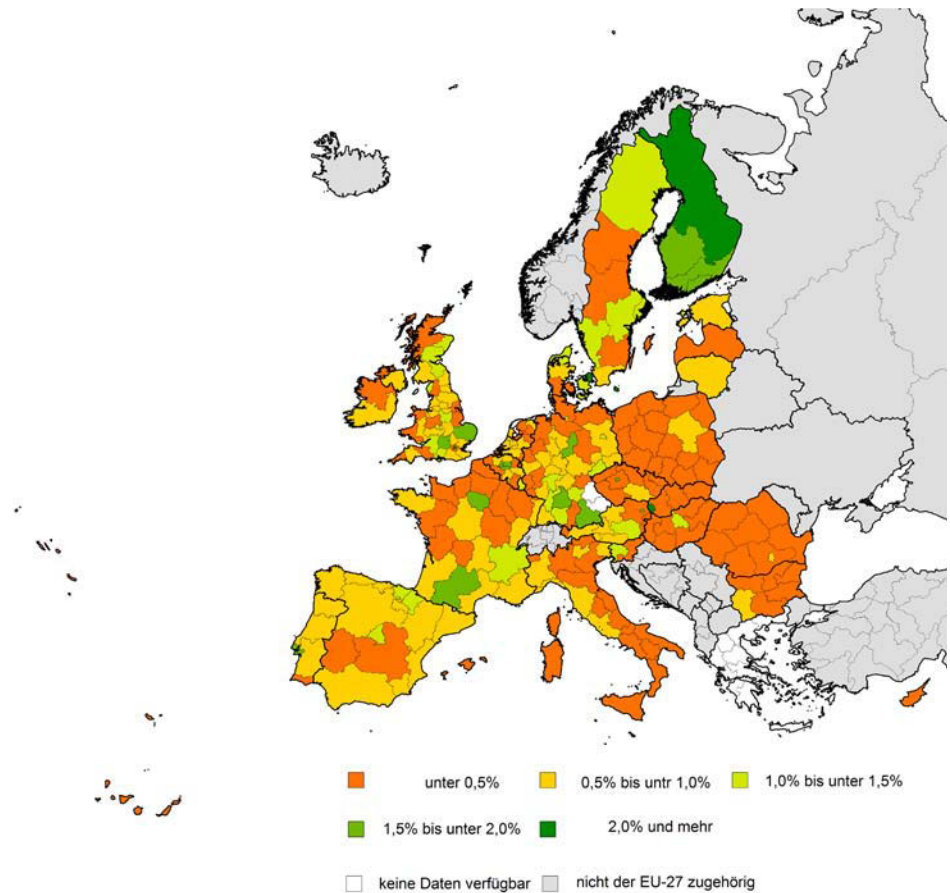 unter 0,5%
0,5% bis untr 1,0%
1,0% bis unter 1,5%
1,5% bis unter 2,0%
2,0% und mehr
keine Daten verfügbar
nicht der EU-27 zugehörig